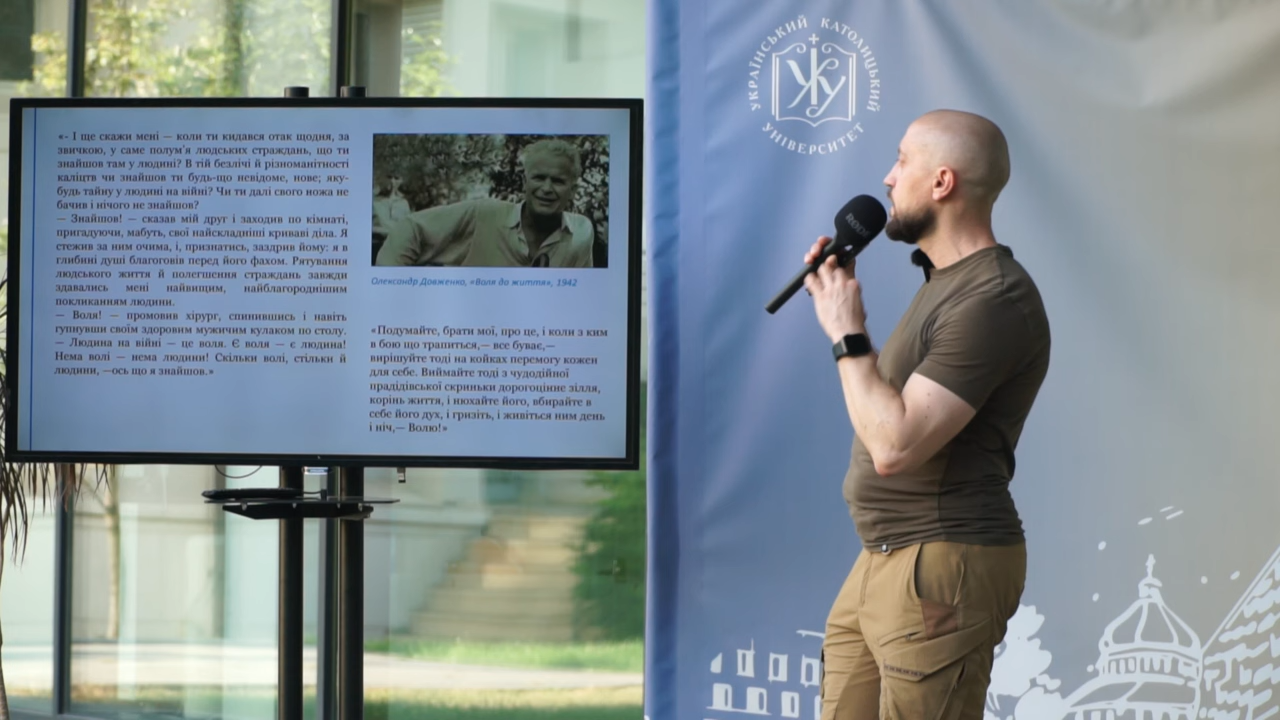 «- І ще скажи мені — коли ти кидався отак щодня, за
звичкою, у саме полум'я людських страждань, що ти
знайшов там у людині? В тій безлічі й різноманітності
каліцтв чи знайшов ти будь-що невідоме, нове; яку-
будь тайну у людині на війні? Чи ти далі свого ножа не
бачив і нічого не знайшов?
— Знайшов! — сказав мій друг і заходив по кімнаті,
пригадуючи, мабуть, свої найскладніші криваві діла. Я
стежив за ним очима, і, признатись, заздрив йому: я в
глибині душі благоговів перед його фахом. Рятування
людського життя й полегшення страждань завжди
здавались мені найвищим, найблагороднішим
покликанням людини.
— Воля! — промовив хірург, спинившись і навіть
гупнувши своїм здоровим мужичим кулаком по столу.
— Людина на війні — це воля. Є воля — є людина!
Нема волі — нема людини! Скільки волі, стільки й
людини, —ось що я знайшов.»
Олександр Довженко, «Воля до життя», 1942
«Подумайте, брати мої, про це, і коли з ким
в бою що трапиться,— все буває,—
вирішуйте тоді на койках перемогу кожен
для себе. Виймайте тоді з чудодійної
прадідівської скриньки дорогоцінне зілля,
корінь життя, і нюхайте його, вбирайте в
себе його дух, і гризіть, і живіться ним день
і ніч,— Волю!»
УКРАЇНСЬКИЙ КАТОЛИЦЬКИЙ
УНІВЕРСИТЕТ
УКУ
RODE